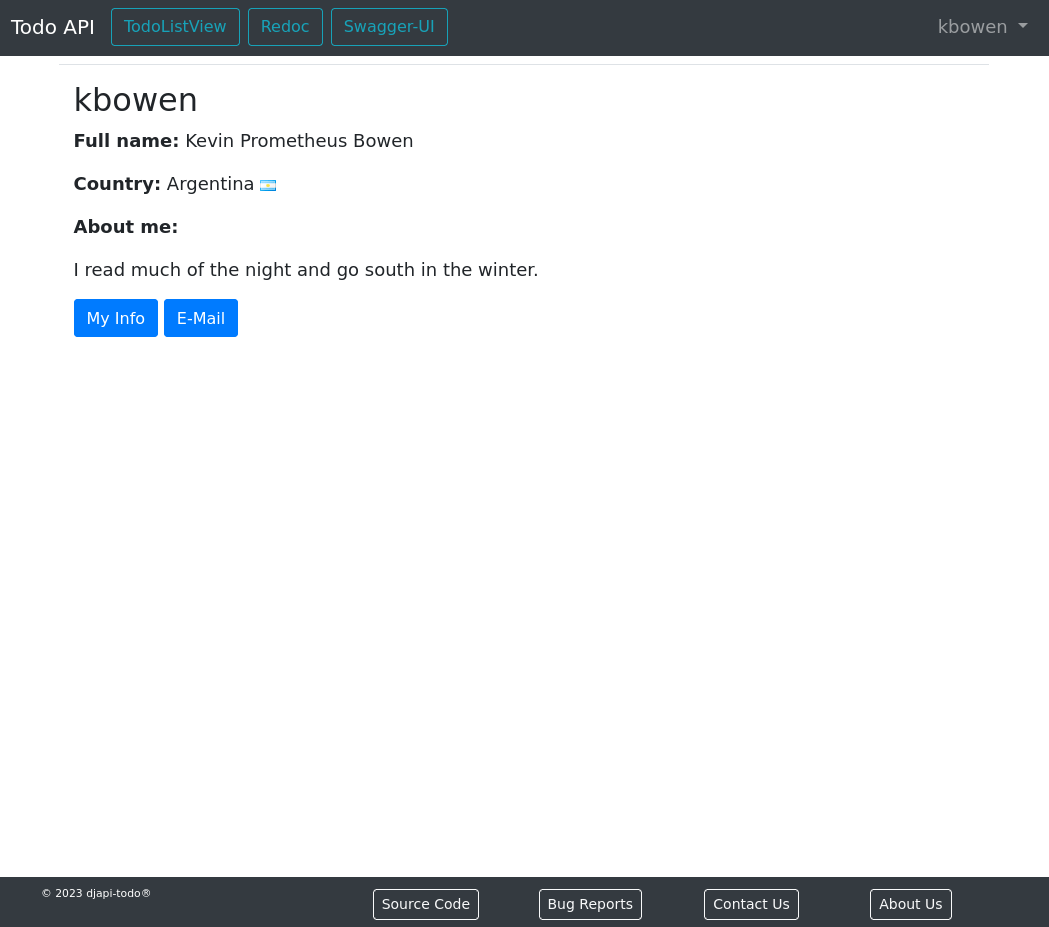 Todo API TodoListView Redoc Swagger-UI kbowen
kbowen
Full name: Kevin Prometheus Bowen
Country: Argentina
About me:
I read much of the night and go south in the winter.
My Info E-Mail
© 2023 djapi-todo® Source Code Bug Reports Contact Us About Us